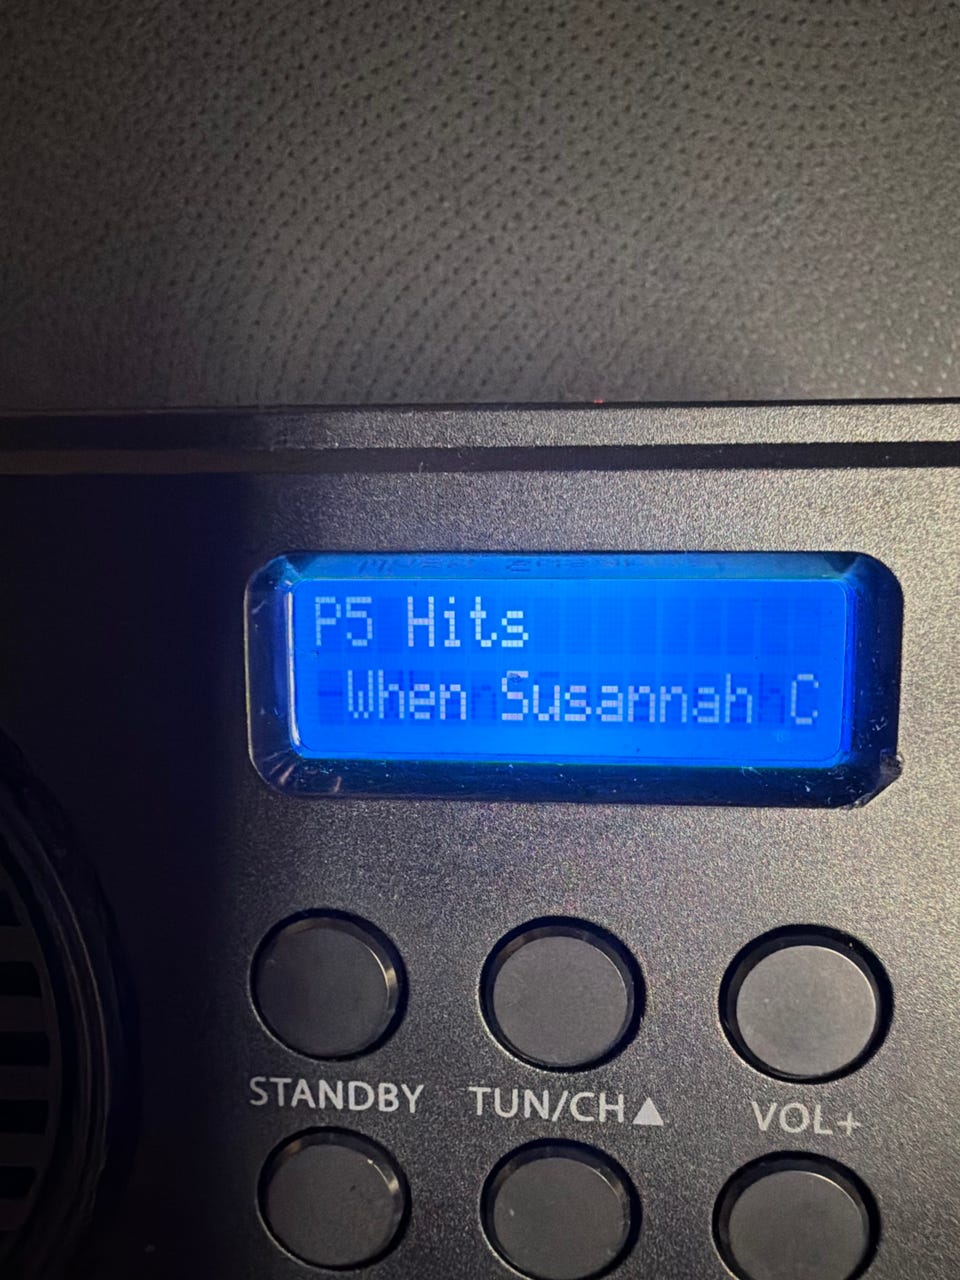 P5 Hits
When Susannah C
STANDBY TUN/CH▲ VOL+